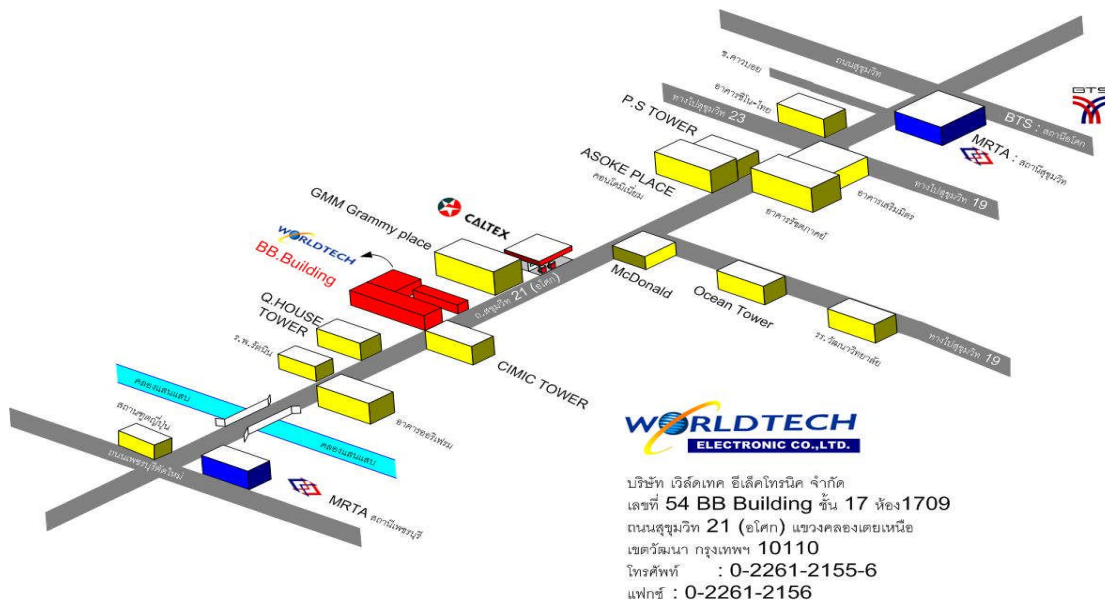 ถนนสุขุมวิท
ซ.คาวบอย
อาคารซิโน-ไทย
ทางไปสุขุมวิท 23
BTS
BTS : สถานีอโศก
MRTA : สถานีสุขุมวิท
P.S TOWER
ASOKE PLACE
คอนโดมิเนี่ยม
อาคารเสริมมิตร
ทางไปสุขุมวิท 19
อาคารรัชตภาคย์
CALTEX
GMM Grammy place
WORLDTECH
BB.Building
ถ.สุขุมวิท 21 (อโศก)
McDonald
Ocean Tower
รร.วัฒนาวิทยาลัย
ทางไปสุขุมวิท 19
Q.HOUSE
TOWER
CIMIC TOWER
ร.พ.รัตนิน
อาคารออริเฟรม
คลองแสนแสบ
คลองแสนแสบ
สถานฑูตญี่ปุ่น
ถนนเพชรบุรีตัดใหม่
MRTA สถานีเพชรบุรี
WORLDTECH
ELECTRONIC CO.,LTD.
บริษัท เวิล์ดเทค อีเล็คโทรนิค จำกัด
เลขที่ 54 BB Building ชั้น 17 ห้อง1709
ถนนสุขุมวิท 21 (อโศก) แขวงคลองเตยเหนือ
เขตวัฒนา กรุงเทพฯ 10110
โทรศัพท์ : 0-2261-2155-6
แฟกซ์ : 0-2261-2156